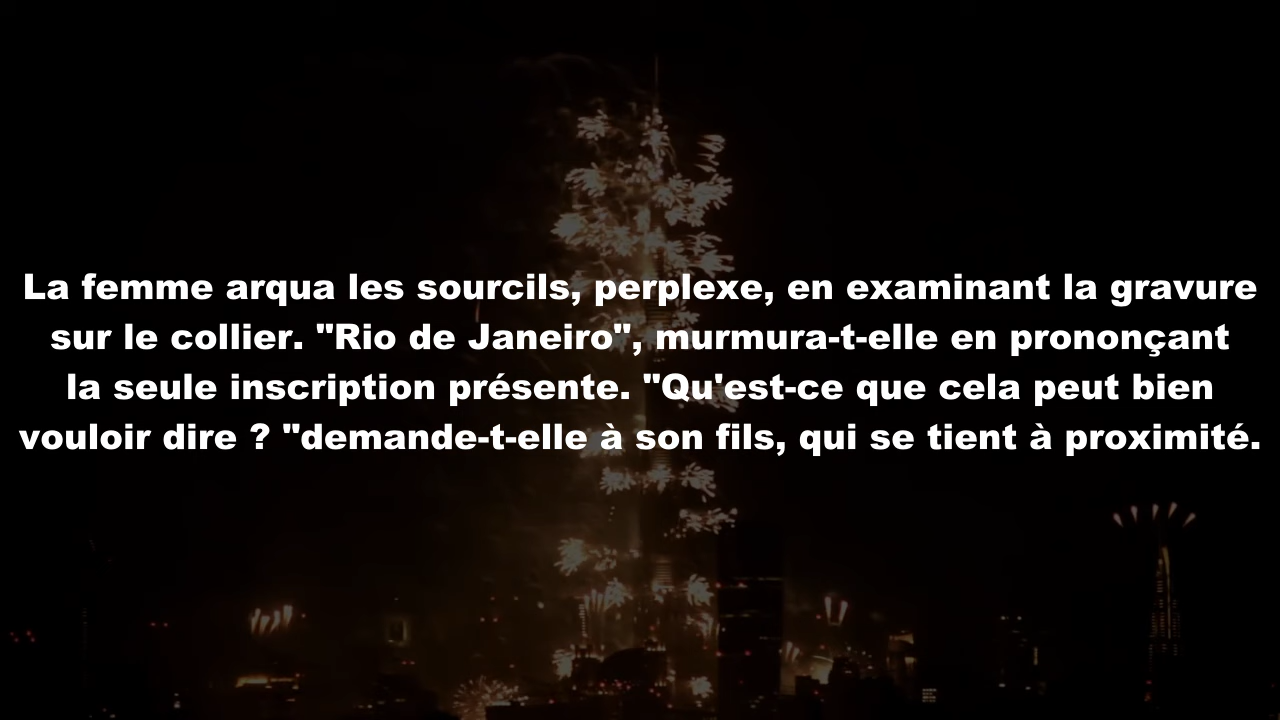 La femme arqua les sourcils, perplexe, en examinant la gravure
sur le collier. "Rio de Janeiro", murmura-t-elle en prononçant
la seule inscription présente. "Qu'est-ce que cela peut bien
vouloir dire ? "demande-t-elle à son fils, qui se tient à proximité.